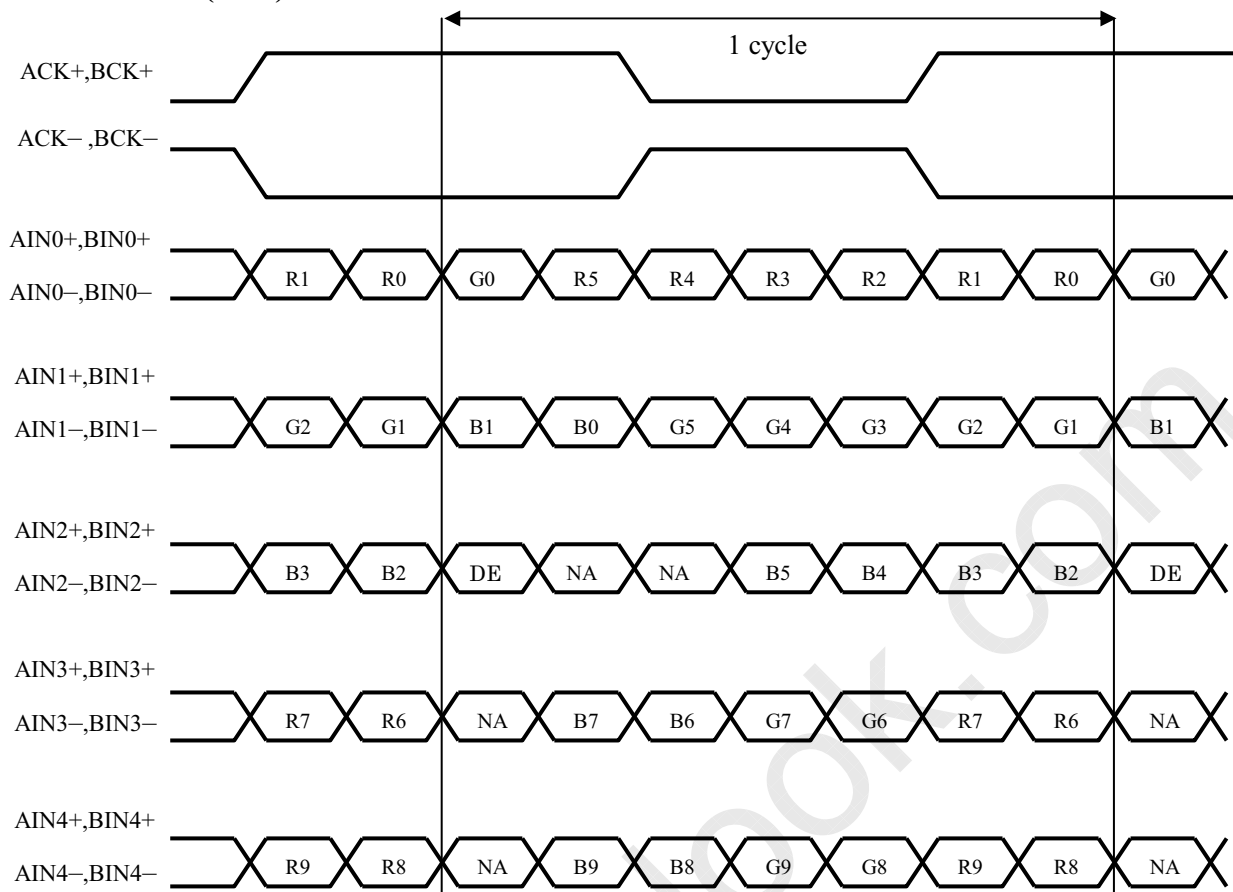 1 cycle
ACK+,BCK+
ACK− ,BCK−
AIN0+,BIN0+
AIN0−,BIN0−
R1 R0 G0 R5 R4 R3 R2 R1 R0 G0
AIN1+,BIN1+
AIN1−,BIN1−
G2 G1 B1 B0 G5 G4 G3 G2 G1 B1
AIN2+,BIN2+
AIN2−,BIN2−
B3 B2 DE NA NA B5 B4 B3 B2 DE
AIN3+,BIN3+
AIN3−,BIN3−
R7 R6 NA B7 B6 G7 G6 R7 R6 NA
AIN4+,BIN4+
AIN4−,BIN4−
R9 R8 NA B9 B8 G9 G8 R9 R8 NA
look.com